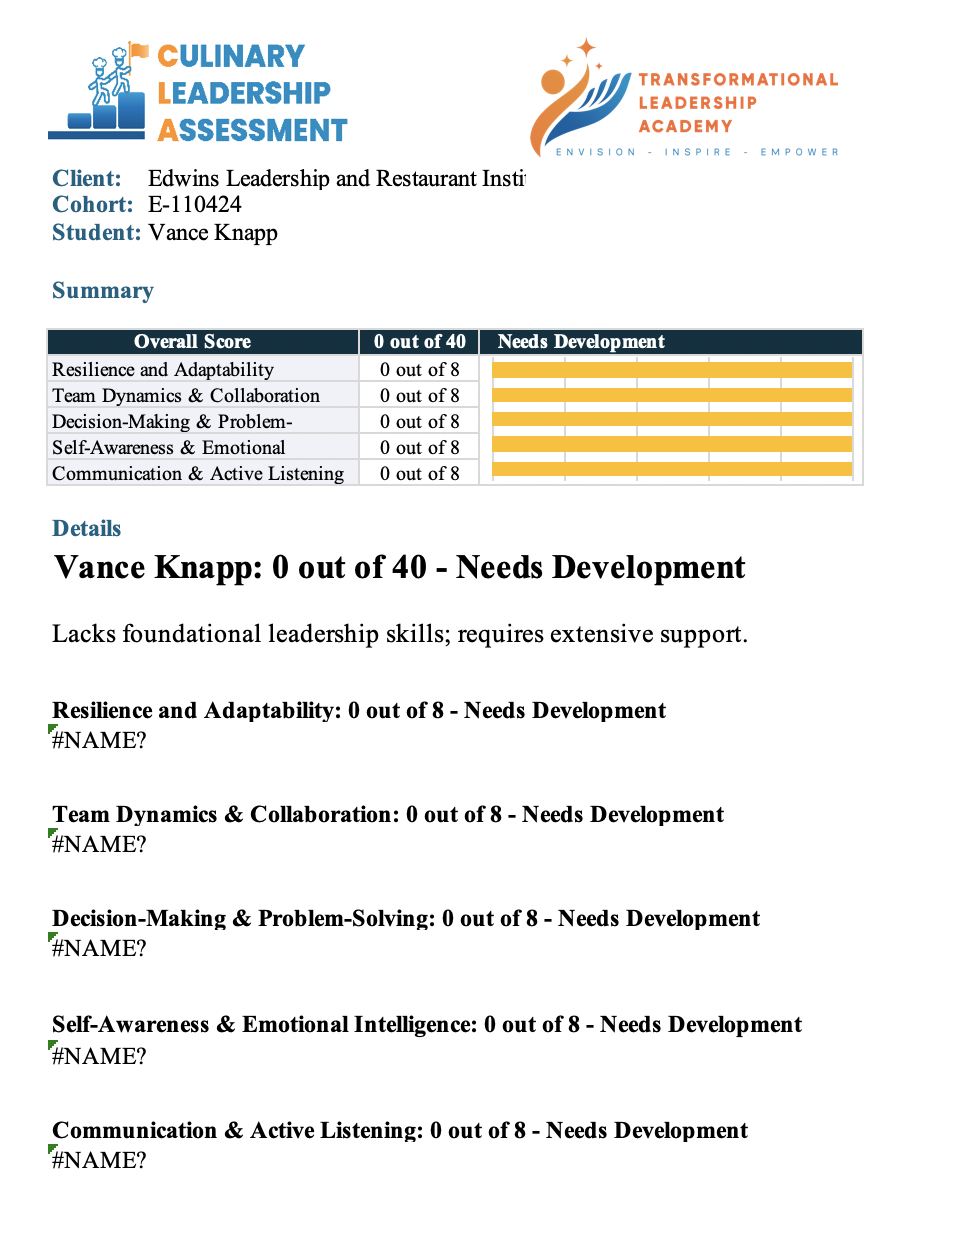 CULINARY
LEADERSHIP
ASSESSMENT
TRANSFORMATIONAL
LEADERSHIP
ACADEMY
ENVISION - INSPIRE - EMPOWER
Client: Edwins Leadership and Restaurant Insti
Cohort: E-110424
Student: Vance Knapp
Summary
Overall Score 0 out of 40 Needs Development
Resilience and Adaptability 0 out of 8
Team Dynamics & Collaboration 0 out of 8
Decision-Making & Problem- 0 out of 8
Self-Awareness & Emotional 0 out of 8
Communication & Active Listening 0 out of 8
Details
Vance Knapp: 0 out of 40 - Needs Development
Lacks foundational leadership skills; requires extensive support.
Resilience and Adaptability: 0 out of 8 - Needs Development
#NAME?
Team Dynamics & Collaboration: 0 out of 8 - Needs Development
#NAME?
Decision-Making & Problem-Solving: 0 out of 8 - Needs Development
#NAME?
Self-Awareness & Emotional Intelligence: 0 out of 8 - Needs Development
#NAME?
Communication & Active Listening: 0 out of 8 - Needs Development
#NAME?